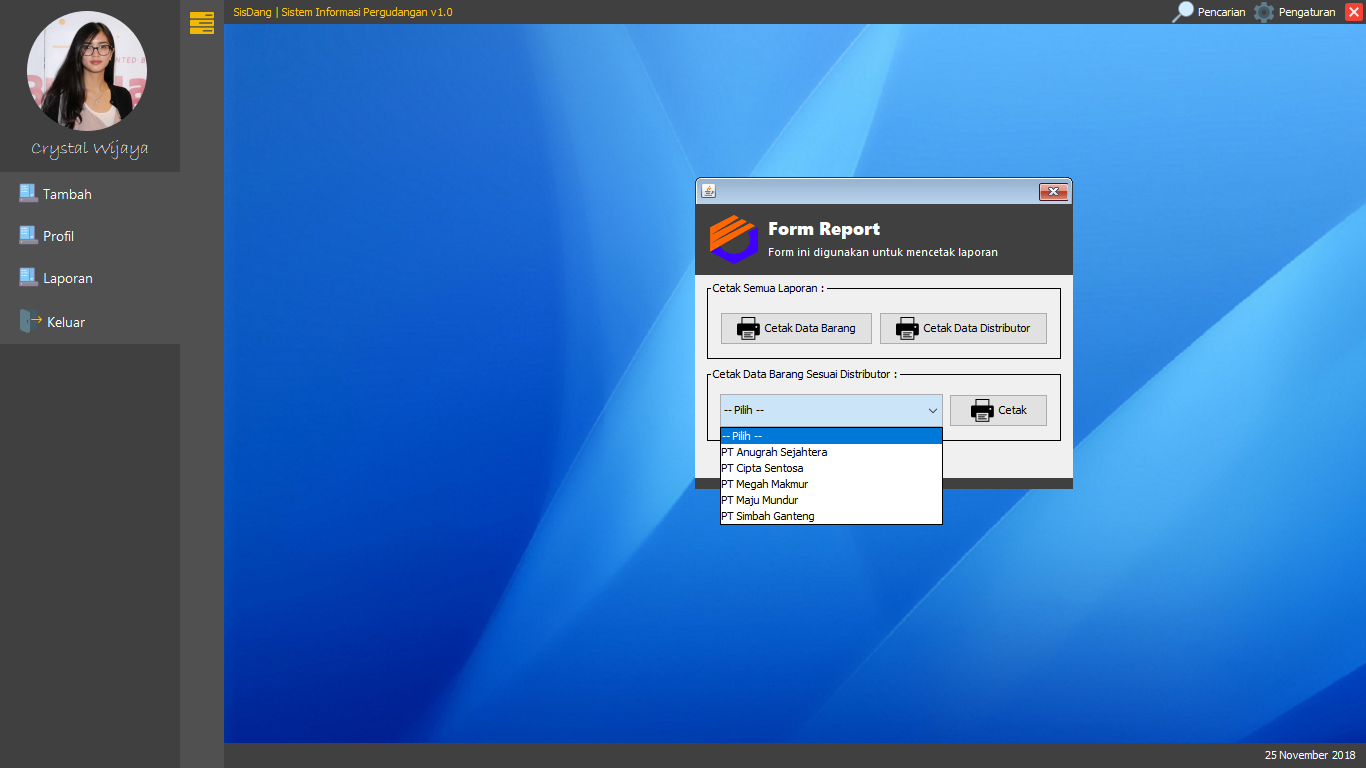 SisDang | Sistem Informasi Pergudangan v1.0
Pencarian
Pengaturan
Crystal Wijaya
Tambah
Profil
Laporan
Keluar
Form Report
Form ini digunakan untuk mencetak laporan
Cetak Semua Laporan :
Cetak Data Barang
Cetak Data Distributor
Cetak Data Barang Sesuai Distributor :
-- Pilih --
Cetak
-- Pilih --
PT Anugrah Sejahtera
PT Cipta Sentosa
PT Megah Makmur
PT Maju Mundur
PT Simbah Ganteng
25 November 2018